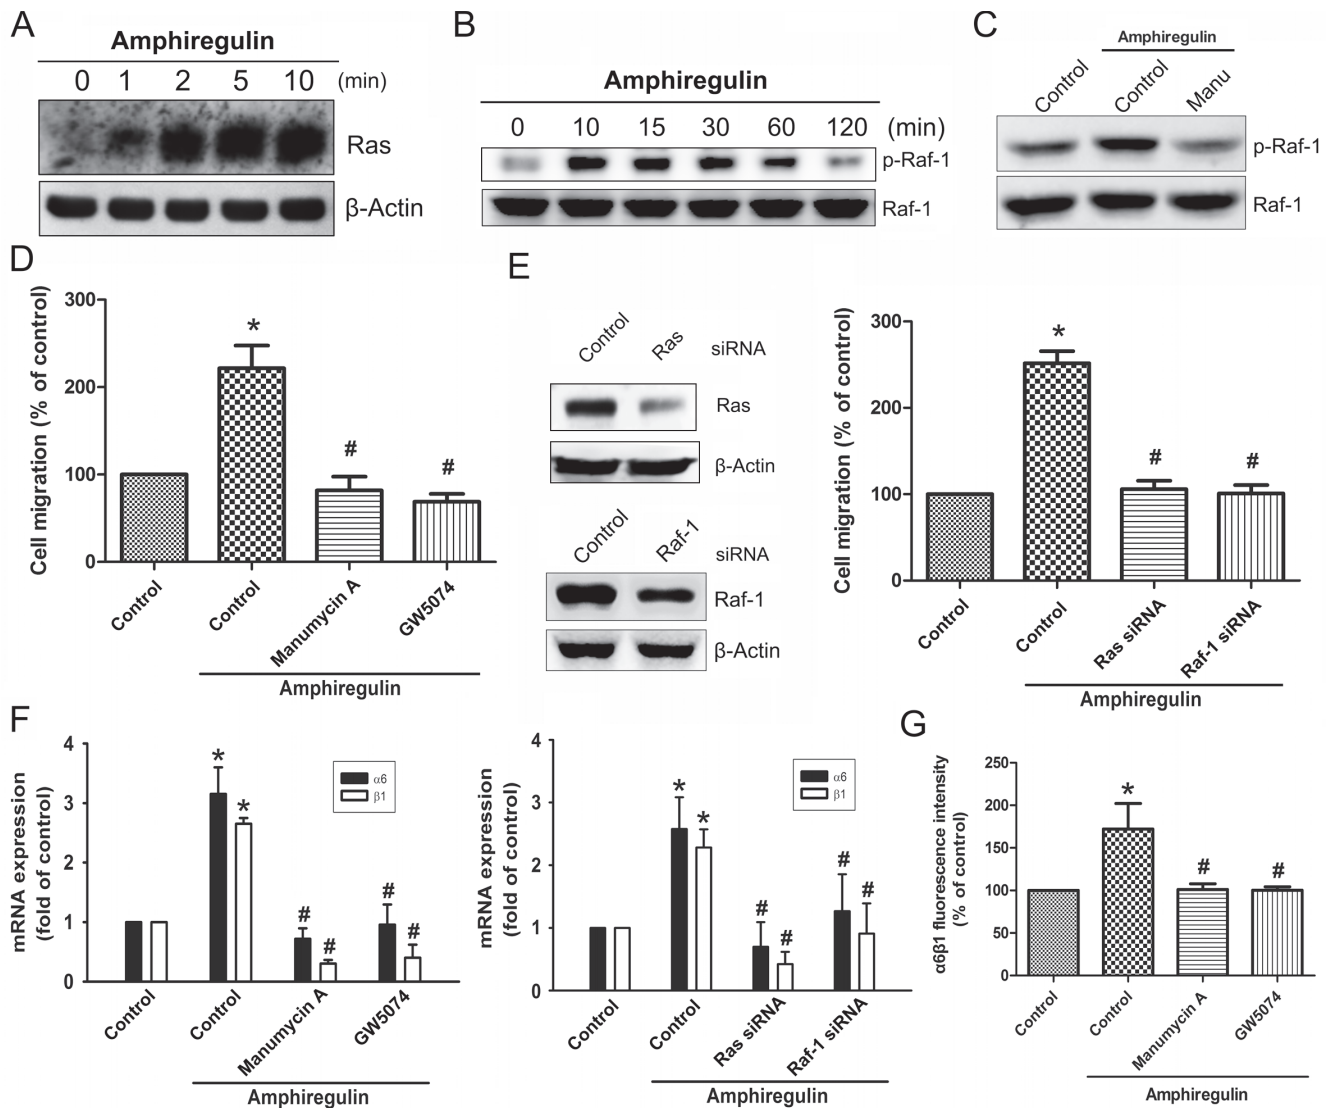 A
Amphiregulin
0 1 2 5 10 (min)
Ras
β-Actin
B
Amphiregulin
0 10 15 30 60 120 (min)
p-Raf-1
Raf-1
C
Amphiregulin
Control Control Manu
p-Raf-1
Raf-1
D
Cell migration (% of control)
300
200
100
0
*
#
#
Control Control Manumycin A GW5074
Amphiregulin
E
Control Ras siRNA
Ras
β-Actin
Control Raf-1 siRNA
Raf-1
β-Actin
Cell migration (% of control)
300
200
100
0
*
#
#
Control Control Ras siRNA Raf-1 siRNA
Amphiregulin
F
mRNA expression
(fold of control)
4
3
2
1
0
α6
β1
* *
# #
# #
Control Control Manumycin A GW5074
Amphiregulin
mRNA expression
(fold of control)
4
3
2
1
0
α6
β1
* *
# #
# #
Control Control Ras siRNA Raf-1 siRNA
Amphiregulin
G
α6β1 fluorescence intensity
(% of control)
250
200
150
100
50
0
*
#
#
Control Control Manumycin A GW5074
Amphiregulin